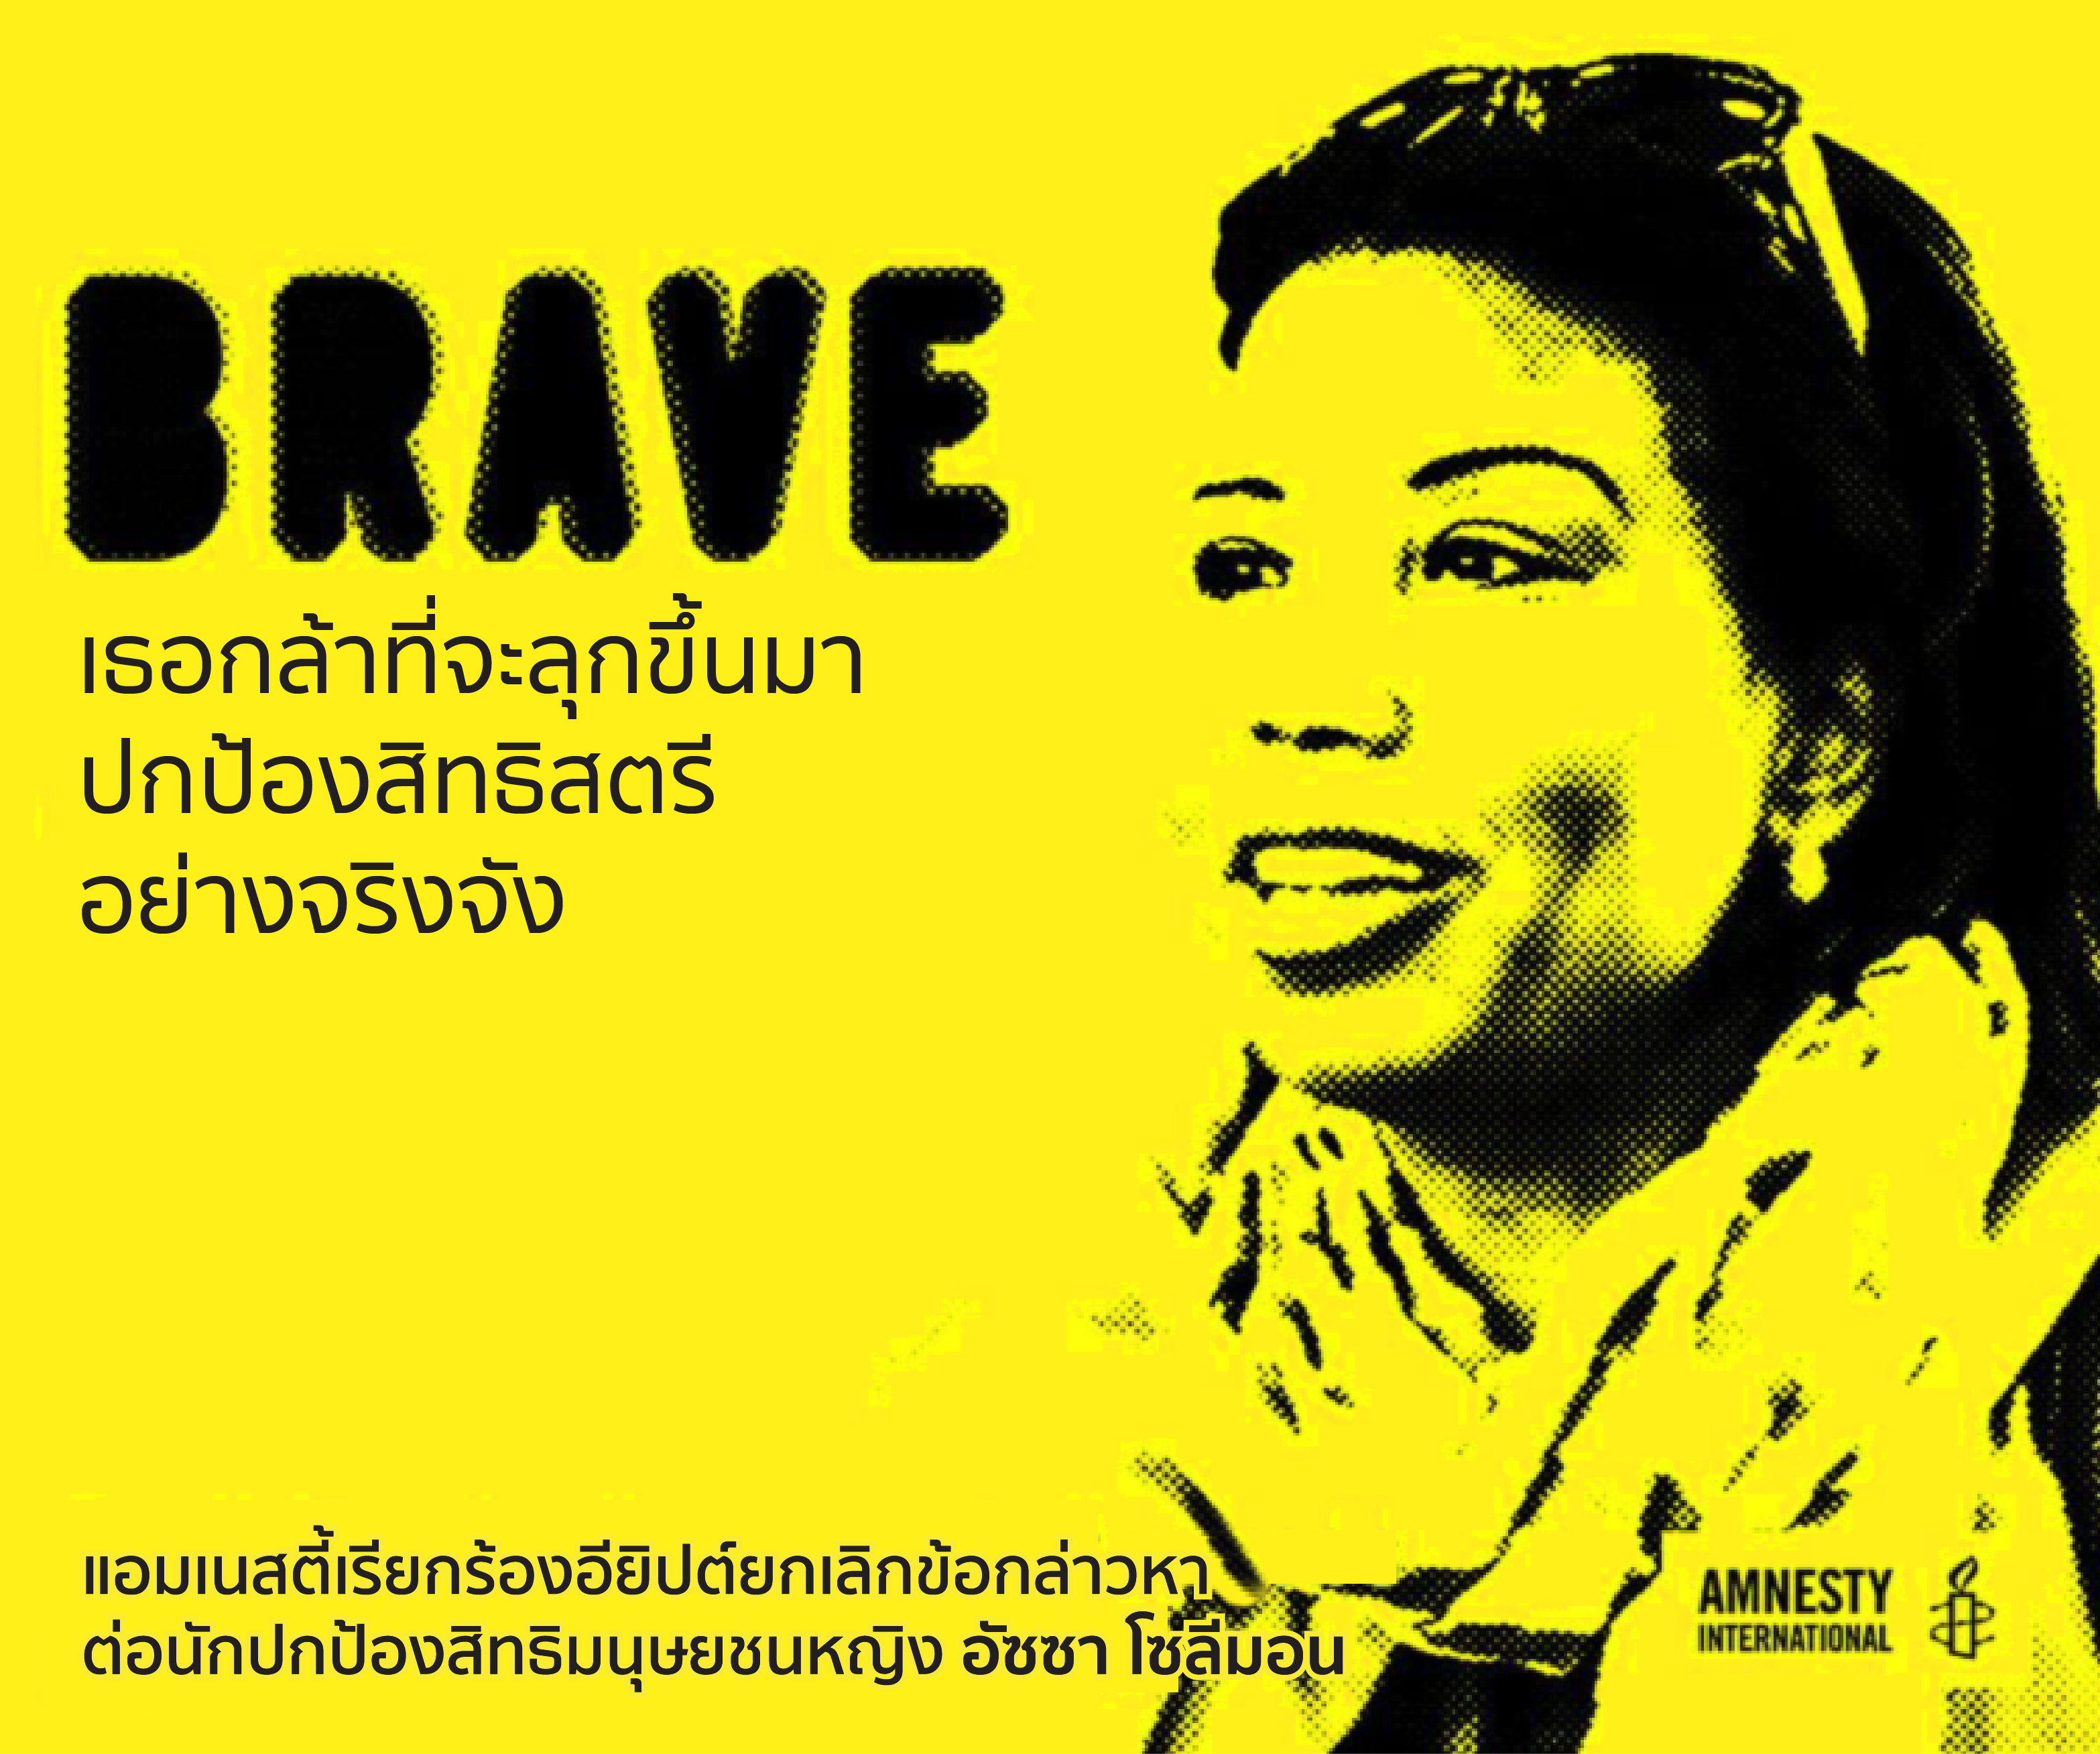 BRAVE
เธอกล้าที่จะลุกขึ้นมา
ปกป้องสิทธิสตรี
อย่างจริงจัง
แอมเนสตี้เรียกร้องอียิปต์ยกเลิกข้อกล่าวหา
ต่อนักปกป้องสิทธิมนุษยชนหญิง อัซซา โซลีมอน
AMNESTY
INTERNATIONAL